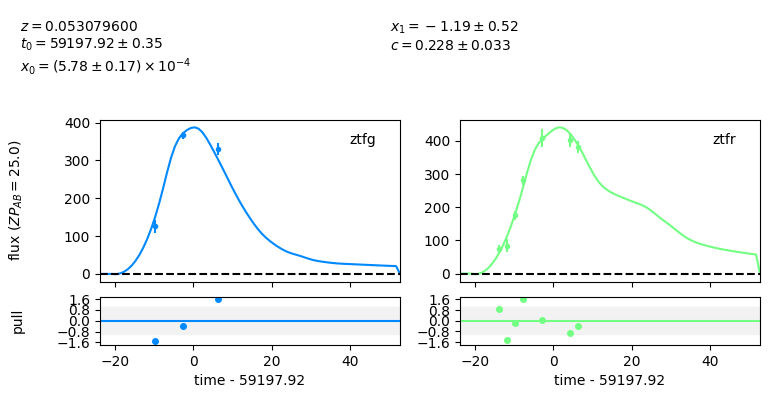 z = 0.053079600
t₀ = 59197.92 ± 0.35
x₀ = (5.78 ± 0.17) × 10⁻⁴
x₁ = −1.19 ± 0.52
c = 0.228 ± 0.033
flux (ZP_AB = 25.0)
400
300
200
100
0
ztfg
400
300
200
100
0
ztfr
pull
1.6
0.8
0.0
−0.8
−1.6
−20
0
20
40
time - 59197.92
1.6
0.8
0.0
−0.8
−1.6
−20
0
20
40
time - 59197.92